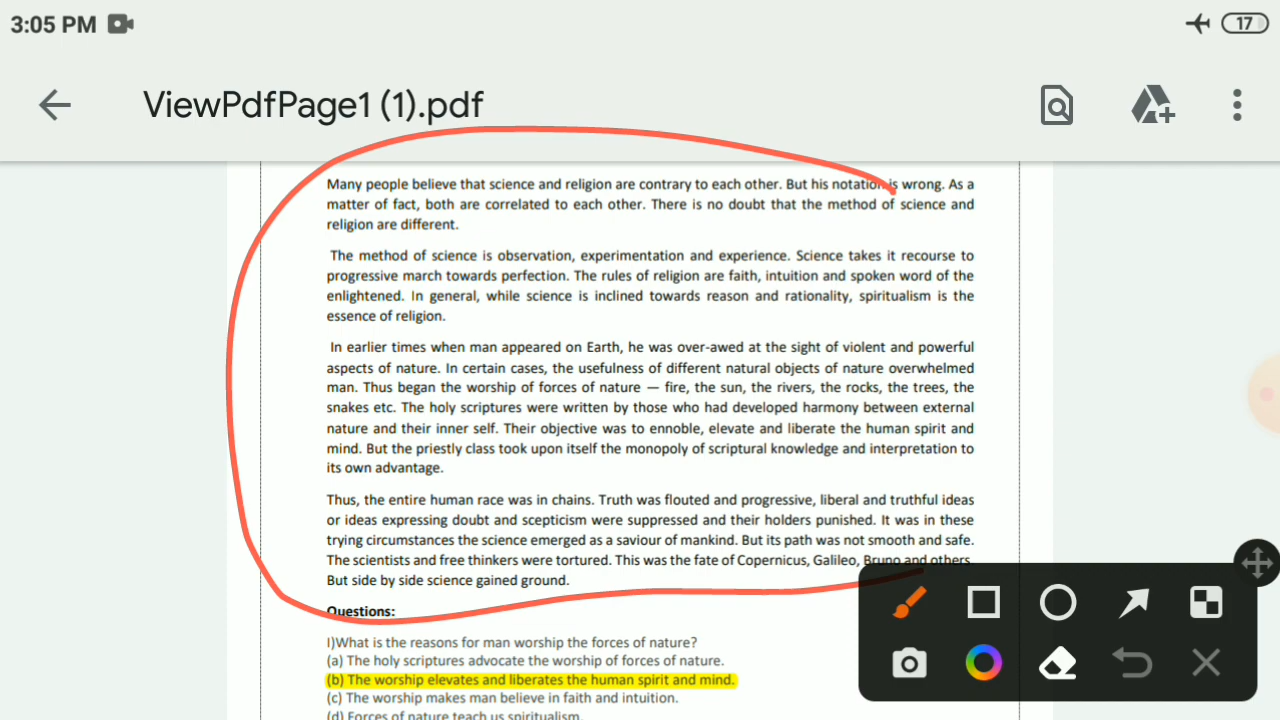 3:05 PM
17
ViewPdfPage1 (1).pdf
Many people believe that science and religion are contrary to each other. But his notation is wrong. As a
matter of fact, both are correlated to each other. There is no doubt that the method of science and
religion are different.
The method of science is observation, experimentation and experience. Science takes it recourse to
progressive march towards perfection. The rules of religion are faith, intuition and spoken word of the
enlightened. In general, while science is inclined towards reason and rationality, spiritualism is the
essence of religion.
In earlier times when man appeared on Earth, he was over-awed at the sight of violent and powerful
aspects of nature. In certain cases, the usefulness of different natural objects of nature overwhelmed
man. Thus began the worship of forces of nature — fire, the sun, the rivers, the rocks, the trees, the
snakes etc. The holy scriptures were written by those who had developed harmony between external
nature and their inner self. Their objective was to ennoble, elevate and liberate the human spirit and
mind. But the priestly class took upon itself the monopoly of scriptural knowledge and interpretation to
its own advantage.
Thus, the entire human race was in chains. Truth was flouted and progressive, liberal and truthful ideas
or ideas expressing doubt and scepticism were suppressed and their holders punished. It was in these
trying circumstances the science emerged as a saviour of mankind. But its path was not smooth and safe.
The scientists and free thinkers were tortured. This was the fate of Copernicus, Galileo, Bruno and others.
But side by side science gained ground.
Questions:
I)What is the reasons for man worship the forces of nature?
(a) The holy scriptures advocate the worship of forces of nature.
(b) The worship elevates and liberates the human spirit and mind.
(c) The worship makes man believe in faith and intuition.
(d) Forces of nature teach us spiritualism.